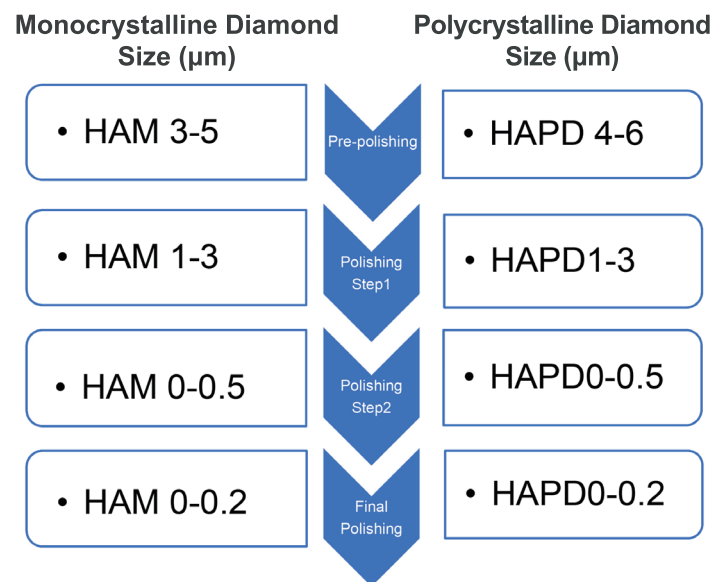 Monocrystalline Diamond
Size (μm)
Polycrystalline Diamond
Size (μm)
• HAM 3-5
Pre-polishing
• HAPD 4-6
• HAM 1-3
Polishing
Step1
• HAPD1-3
• HAM 0-0.5
Polishing
Step2
• HAPD0-0.5
• HAM 0-0.2
Final
Polishing
• HAPD0-0.2